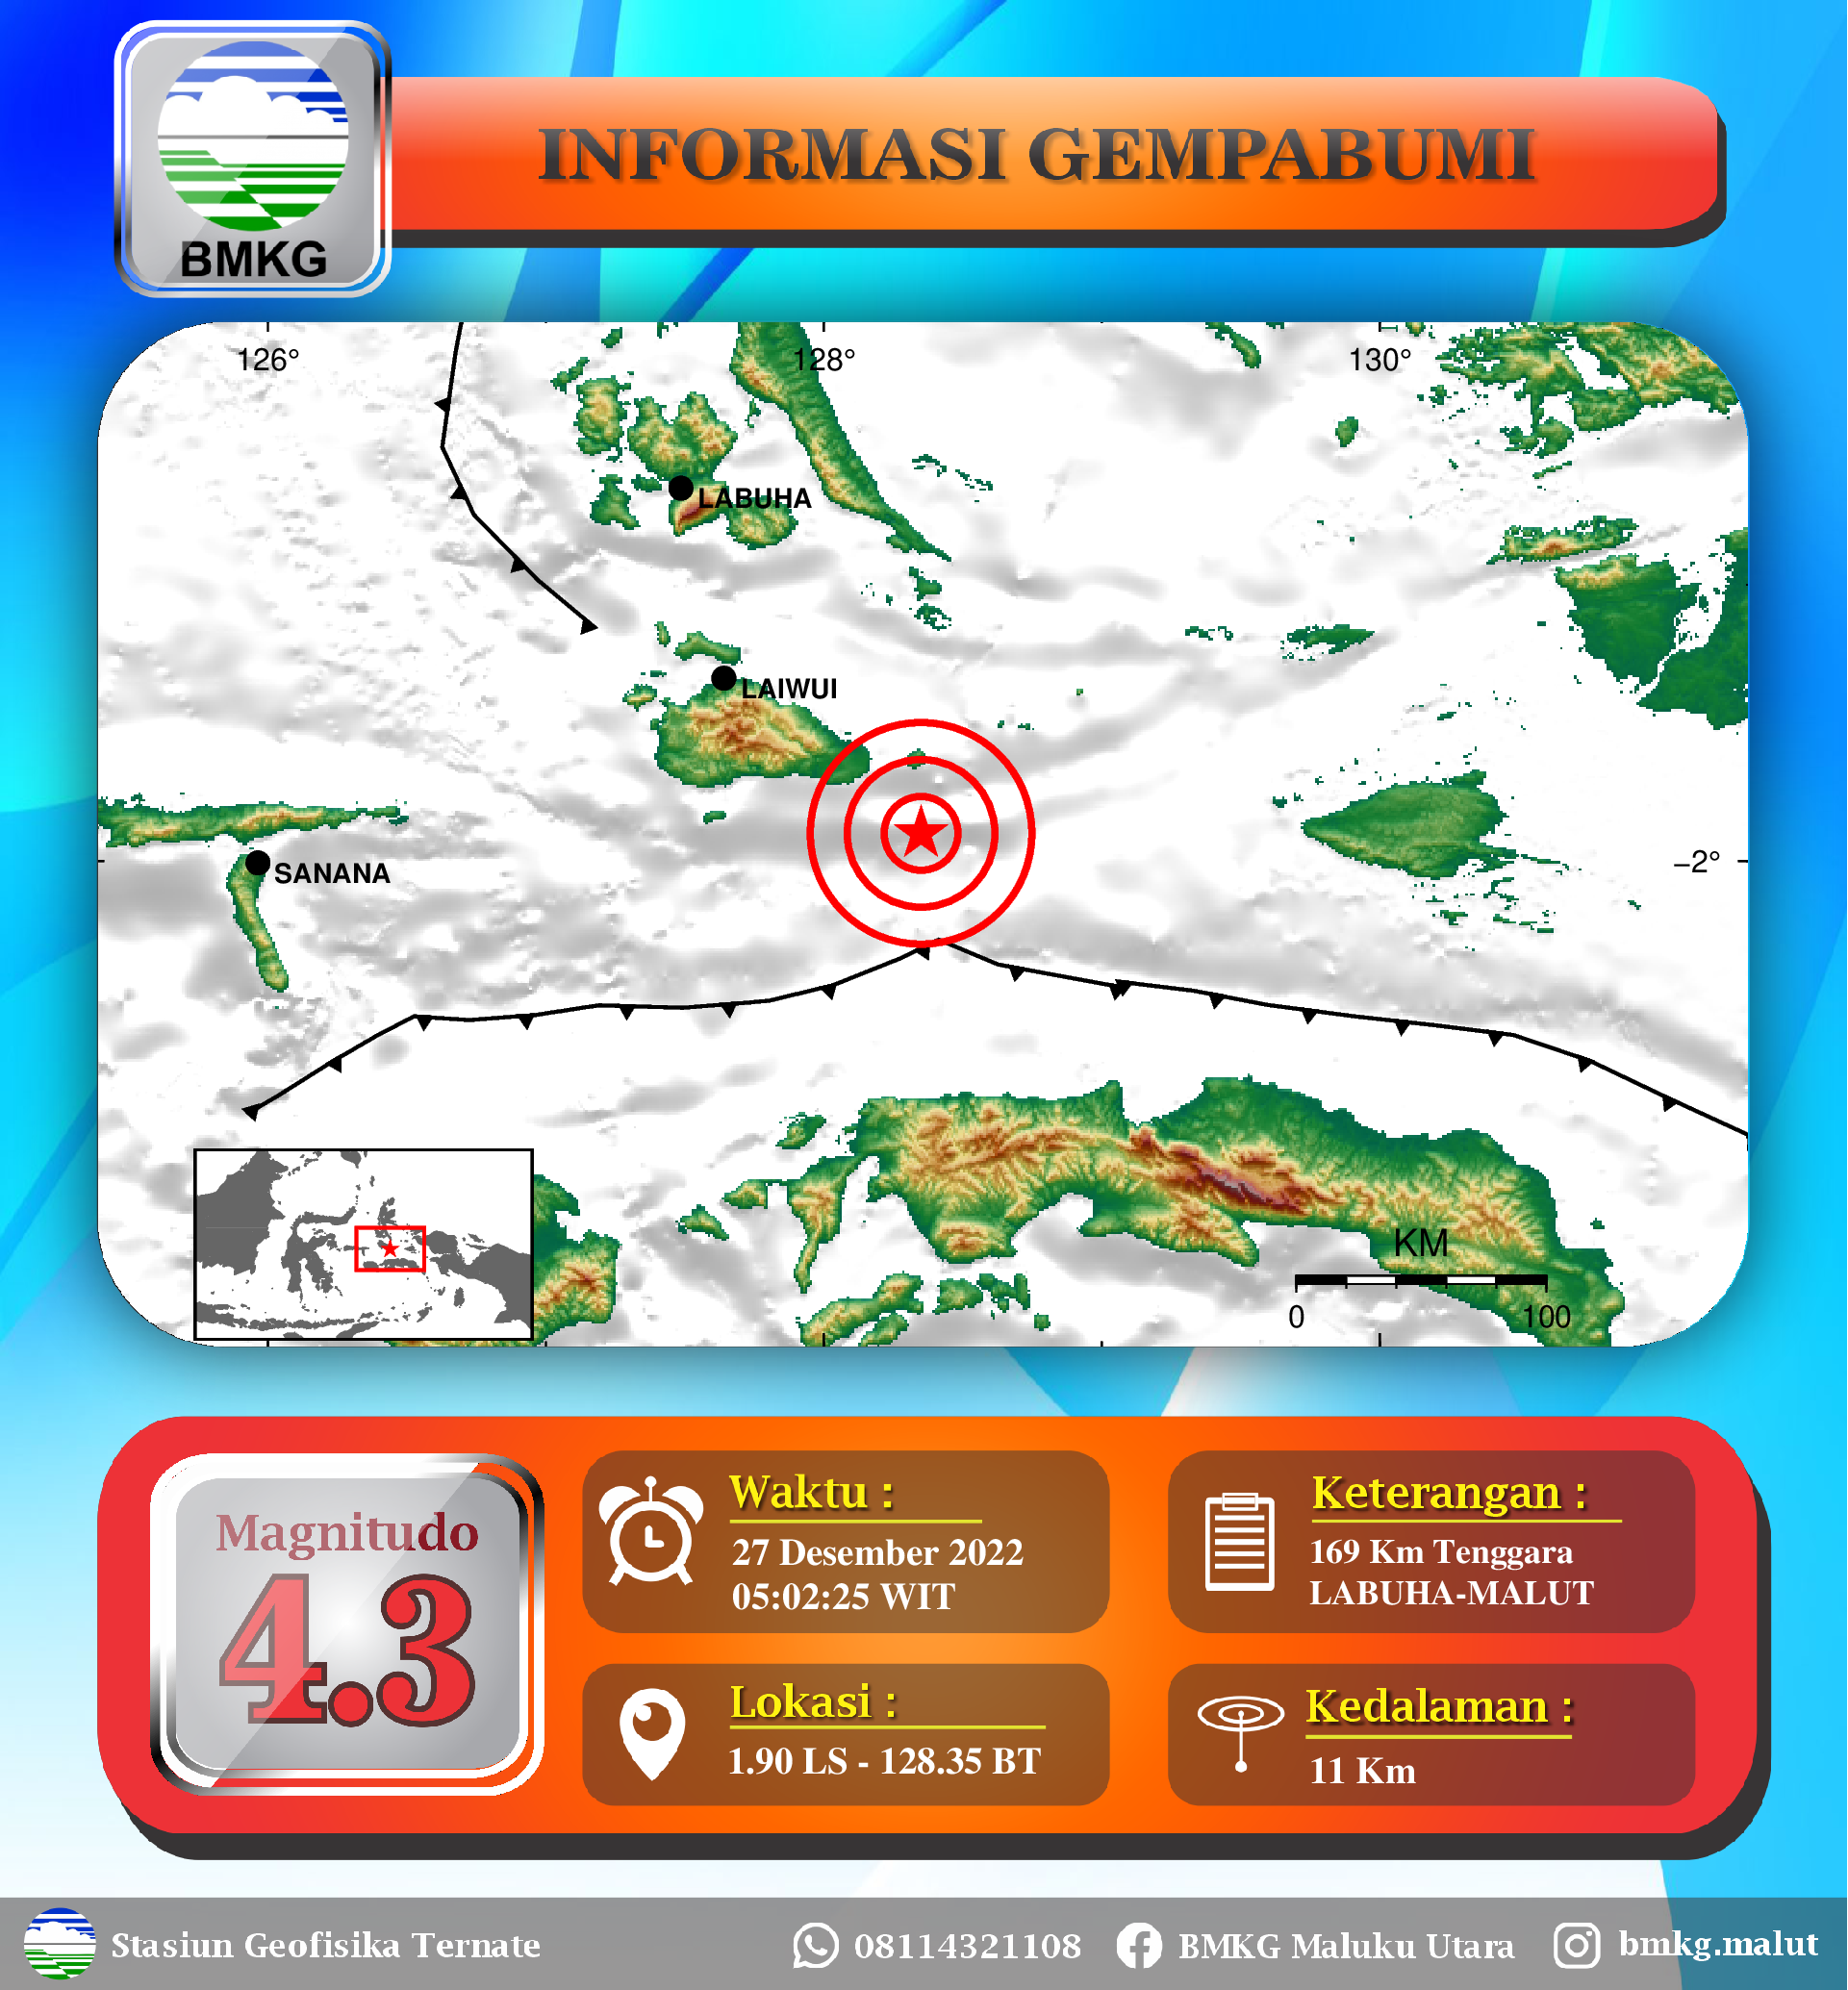 BMKG
INFORMASI GEMPABUMI
126°
128°
130°
LABUHA
LAIWUI
SANANA
–2°
KM
0
100
Magnitudo
4.3
Waktu :
27 Desember 2022
05:02:25 WIT
Keterangan :
169 Km Tenggara
LABUHA-MALUT
Lokasi :
1.90 LS - 128.35 BT
Kedalaman :
11 Km
Stasiun Geofisika Ternate
08114321108
BMKG Maluku Utara
bmkg.malut